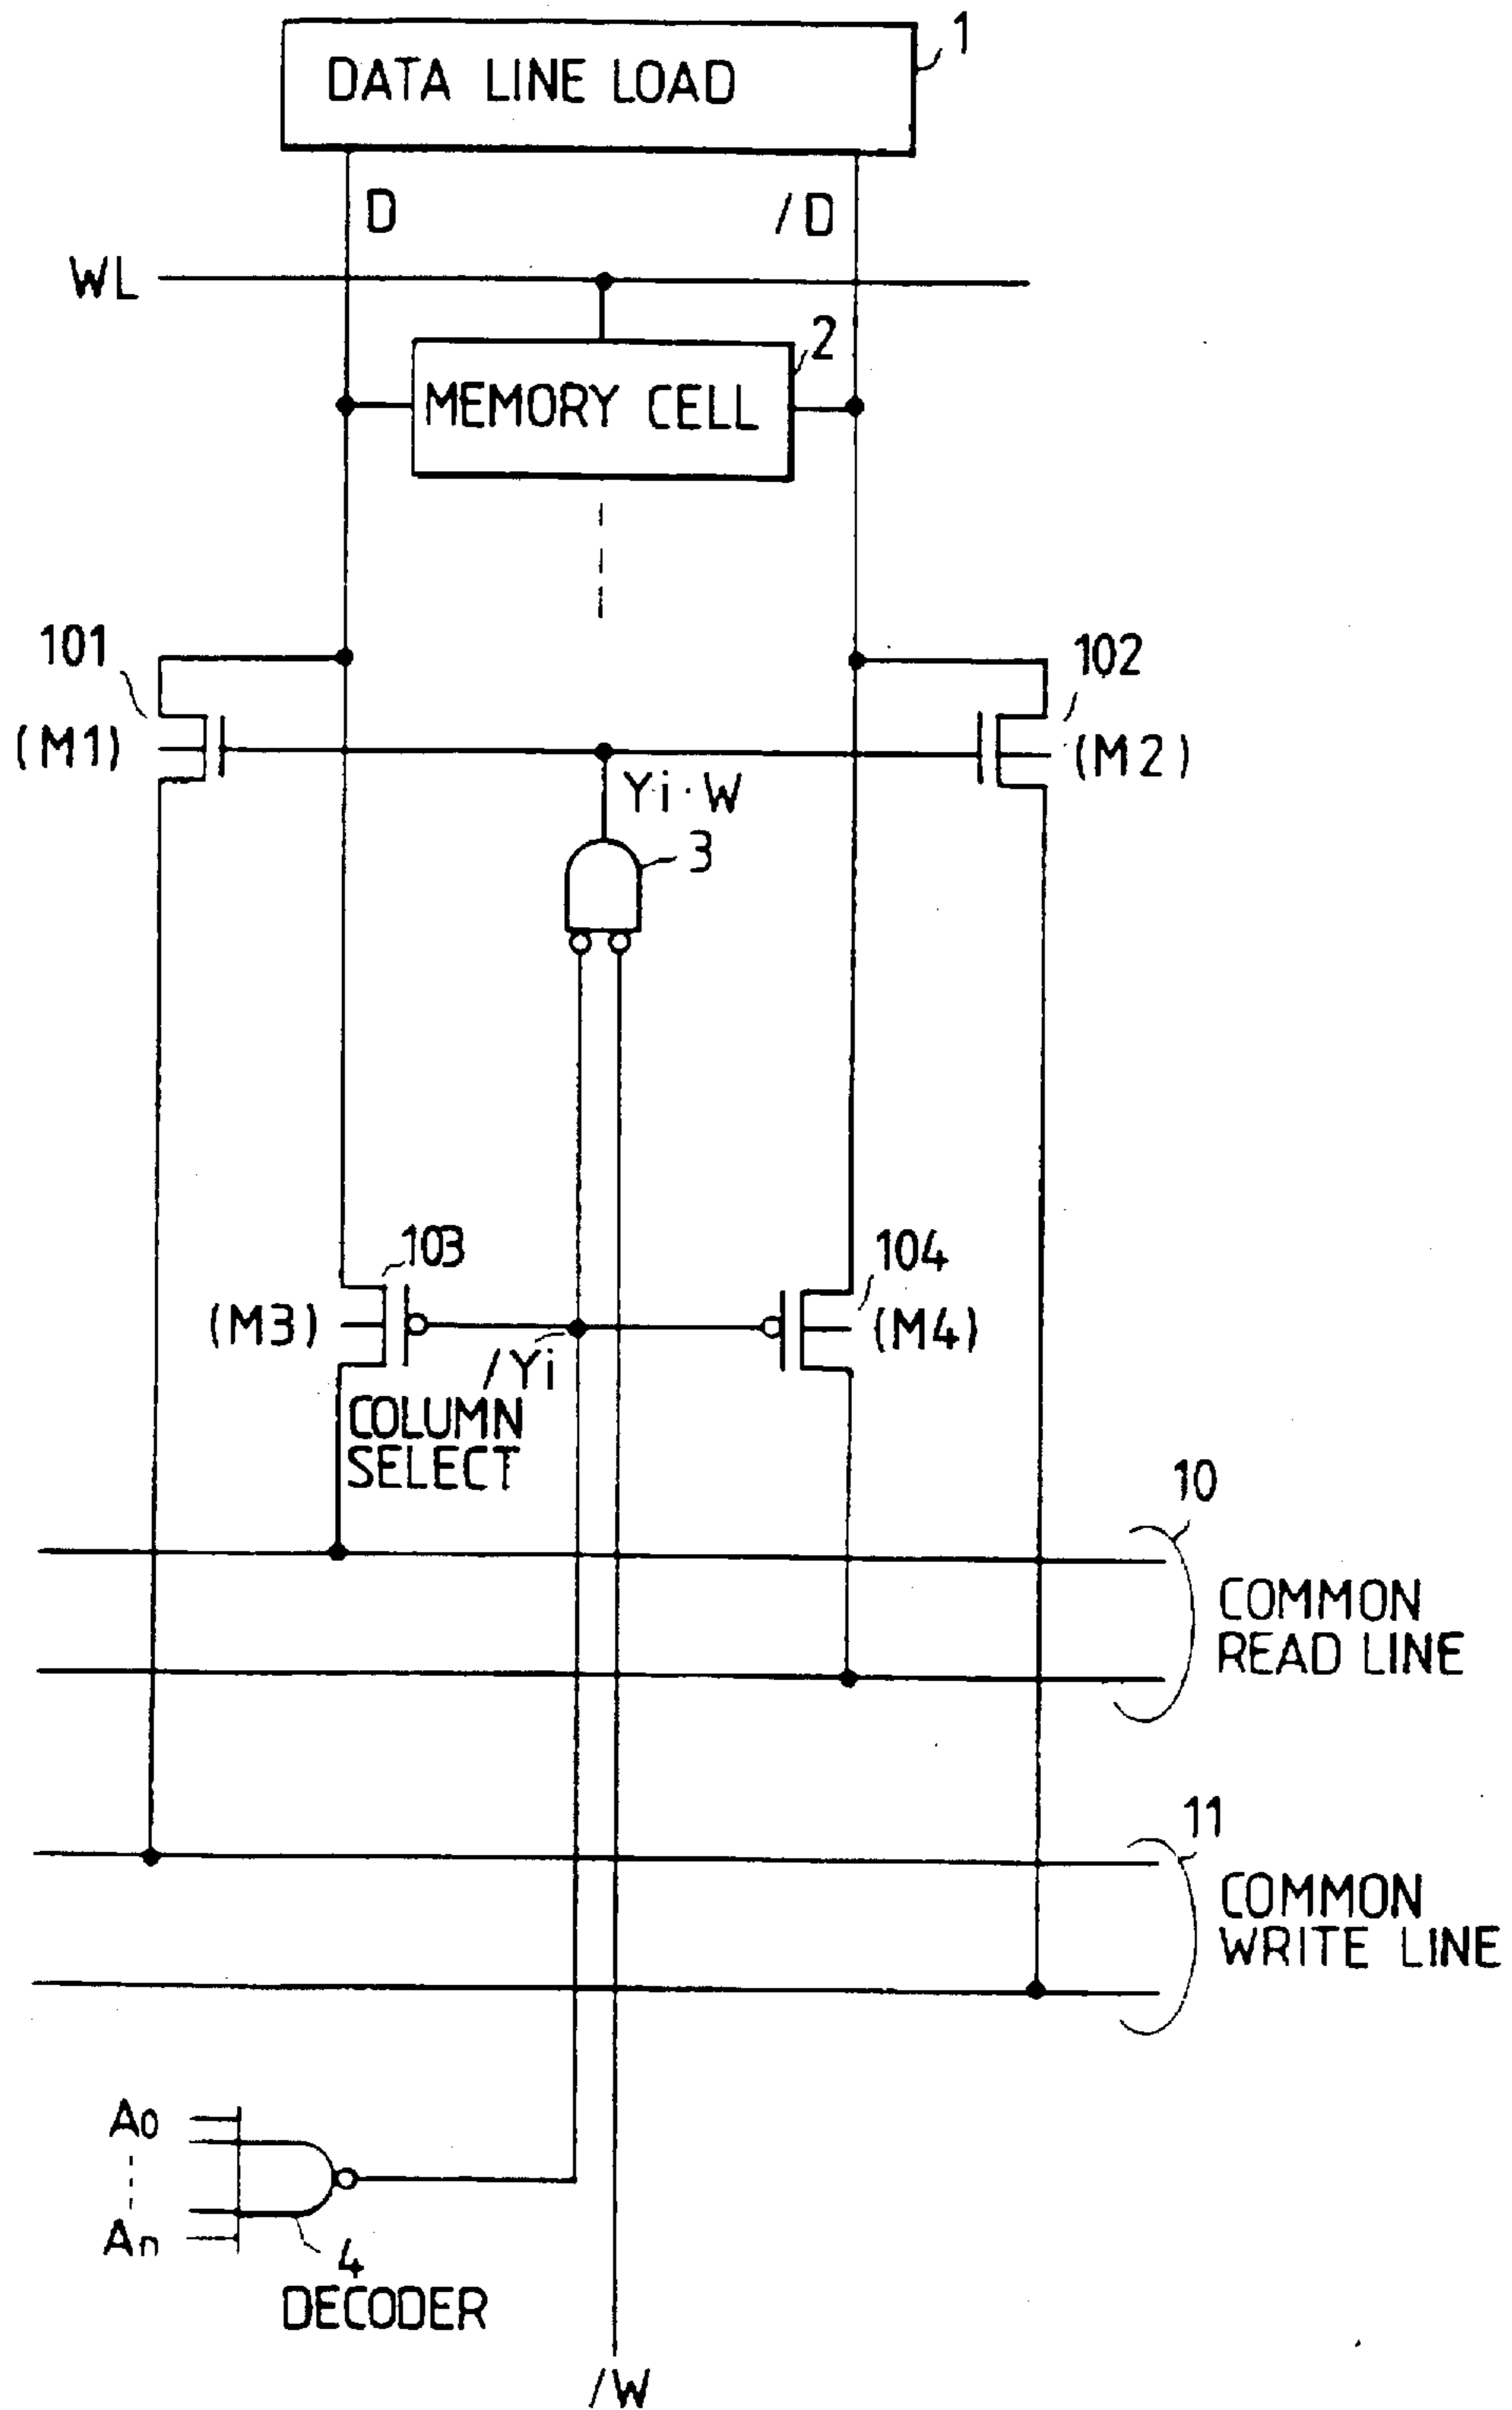 1
DATA LINE LOAD
D
/D
WL
2
MEMORY CELL
101
102
(M1)
(M2)
Yi·W
3
103
104
(M3)
(M4)
/Yi
COLUMN
SELECT
10
COMMON
READ LINE
11
COMMON
WRITE LINE
A0
An
4
DECODER
/W